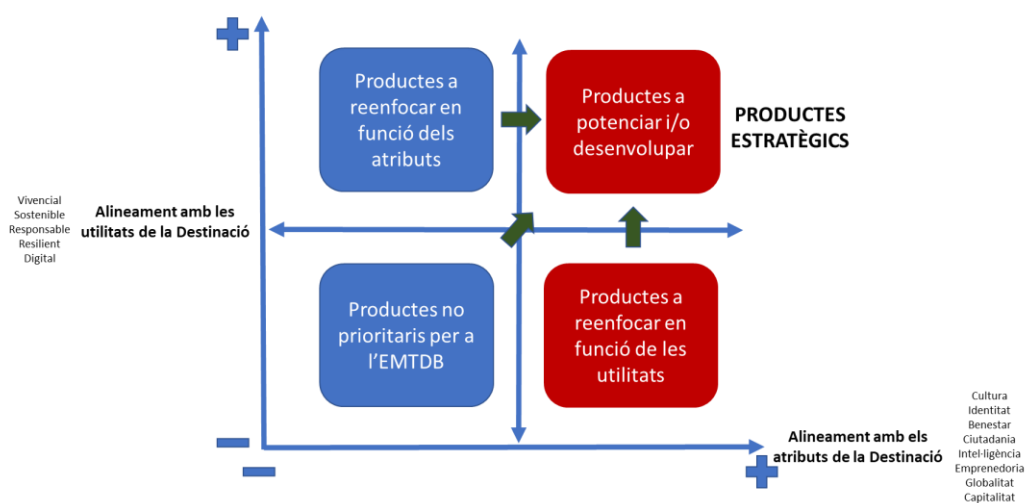 Productes a
reenfocar en
funció dels
atributs
Productes a
potenciar i/o
desenvolupar
PRODUCTES
ESTRATÈGICS
Vivencial
Sostenible
Responsable
Resilient
Digital
Alineament amb les
utilitats de la Destinació
Productes no
prioritaris per a
l'EMTDB
Productes a
reenfocar en
funció de les
utilitats
Alineament amb els
atributs de la Destinació
Cultura
Identitat
Benestar
Ciutadania
Intel·ligència
Emprenedoria
Globalitat
Capitalitat